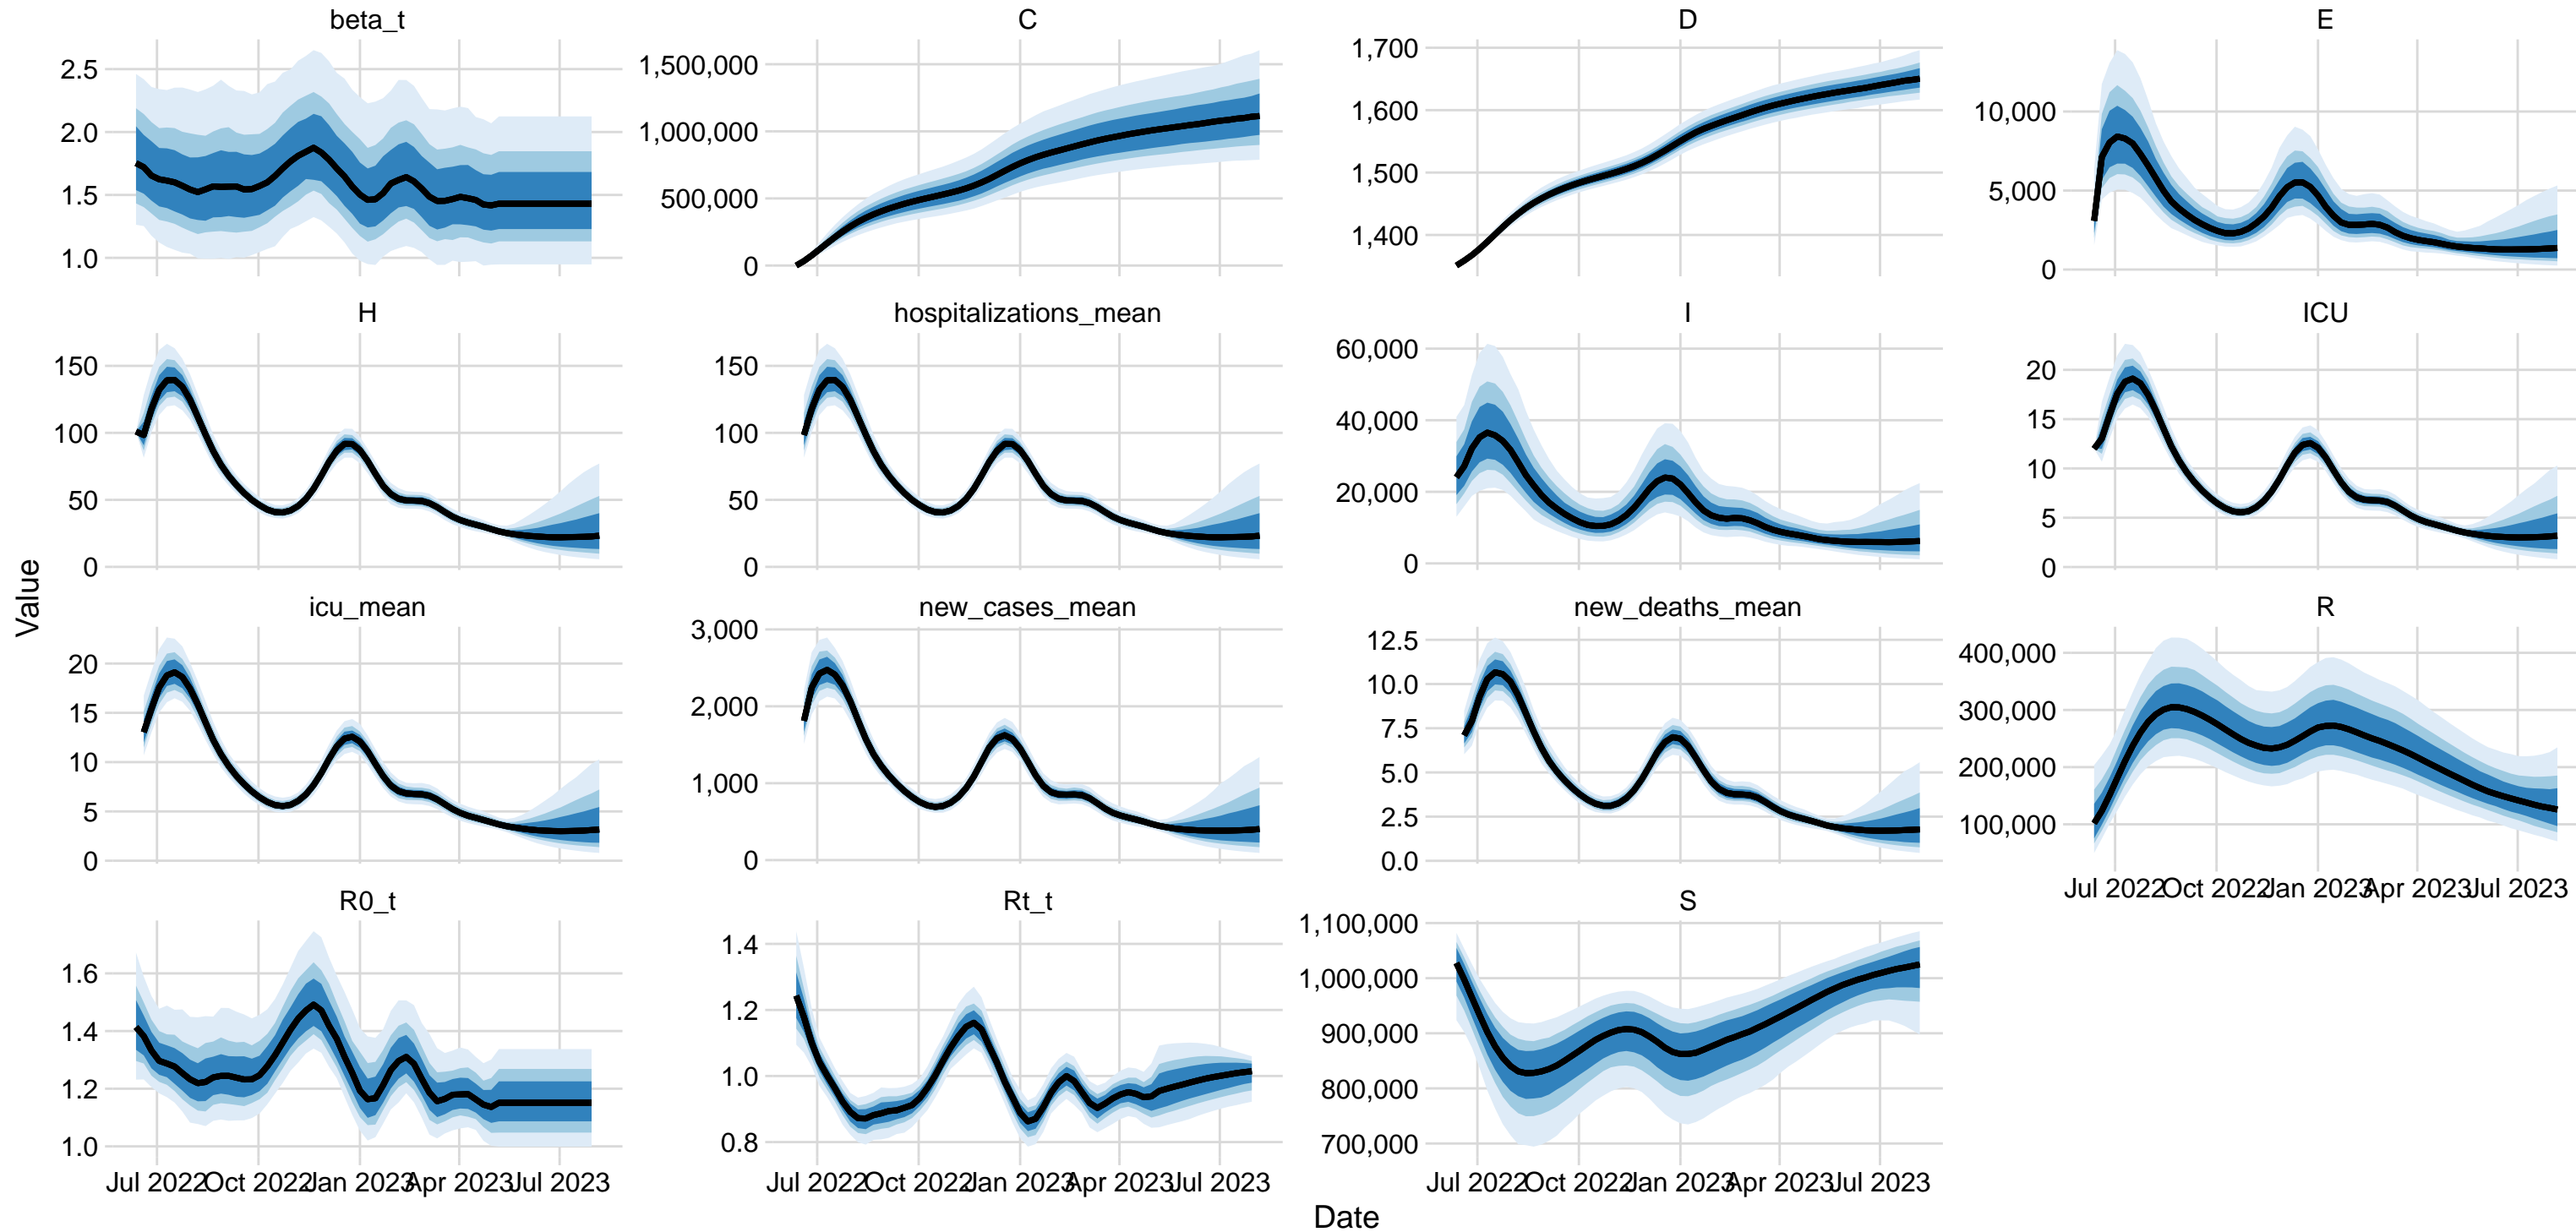 beta_t C D E
2.5 2.0 1.5 1.0
1,500,000 1,000,000 500,000 0
1,700 1,600 1,500 1,400
10,000 5,000 0
H hospitalizations_mean I ICU
150 100 50 0
150 100 50 0
60,000 40,000 20,000 0
20 15 10 5 0
Value
icu_mean new_cases_mean new_deaths_mean R
20 15 10 5 0
3,000 2,000 1,000 0
12.5 10.0 7.5 5.0 2.5 0.0
400,000 300,000 200,000 100,000
Jul 2022 Oct 2022 Jan 2023 Apr 2023 Jul 2023
R0_t Rt_t S
1.6 1.4 1.2 1.0
1.4 1.2 1.0 0.8
1,100,000 1,000,000 900,000 800,000 700,000
Jul 2022 Oct 2022 Jan 2023 Apr 2023 Jul 2023
Jul 2022 Oct 2022 Jan 2023 Apr 2023 Jul 2023
Jul 2022 Oct 2022 Jan 2023 Apr 2023 Jul 2023
Date